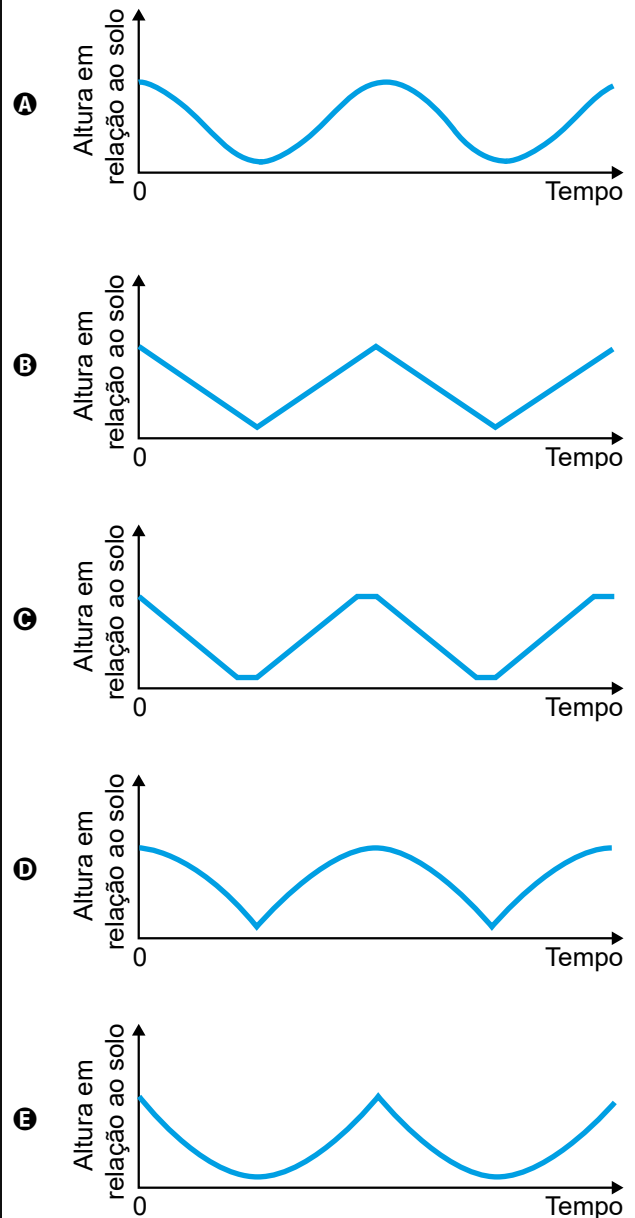 A
Altura em
relação ao solo
0
Tempo
B
Altura em
relação ao solo
0
Tempo
C
Altura em
relação ao solo
0
Tempo
D
Altura em
relação ao solo
0
Tempo
E
Altura em
relação ao solo
0
Tempo